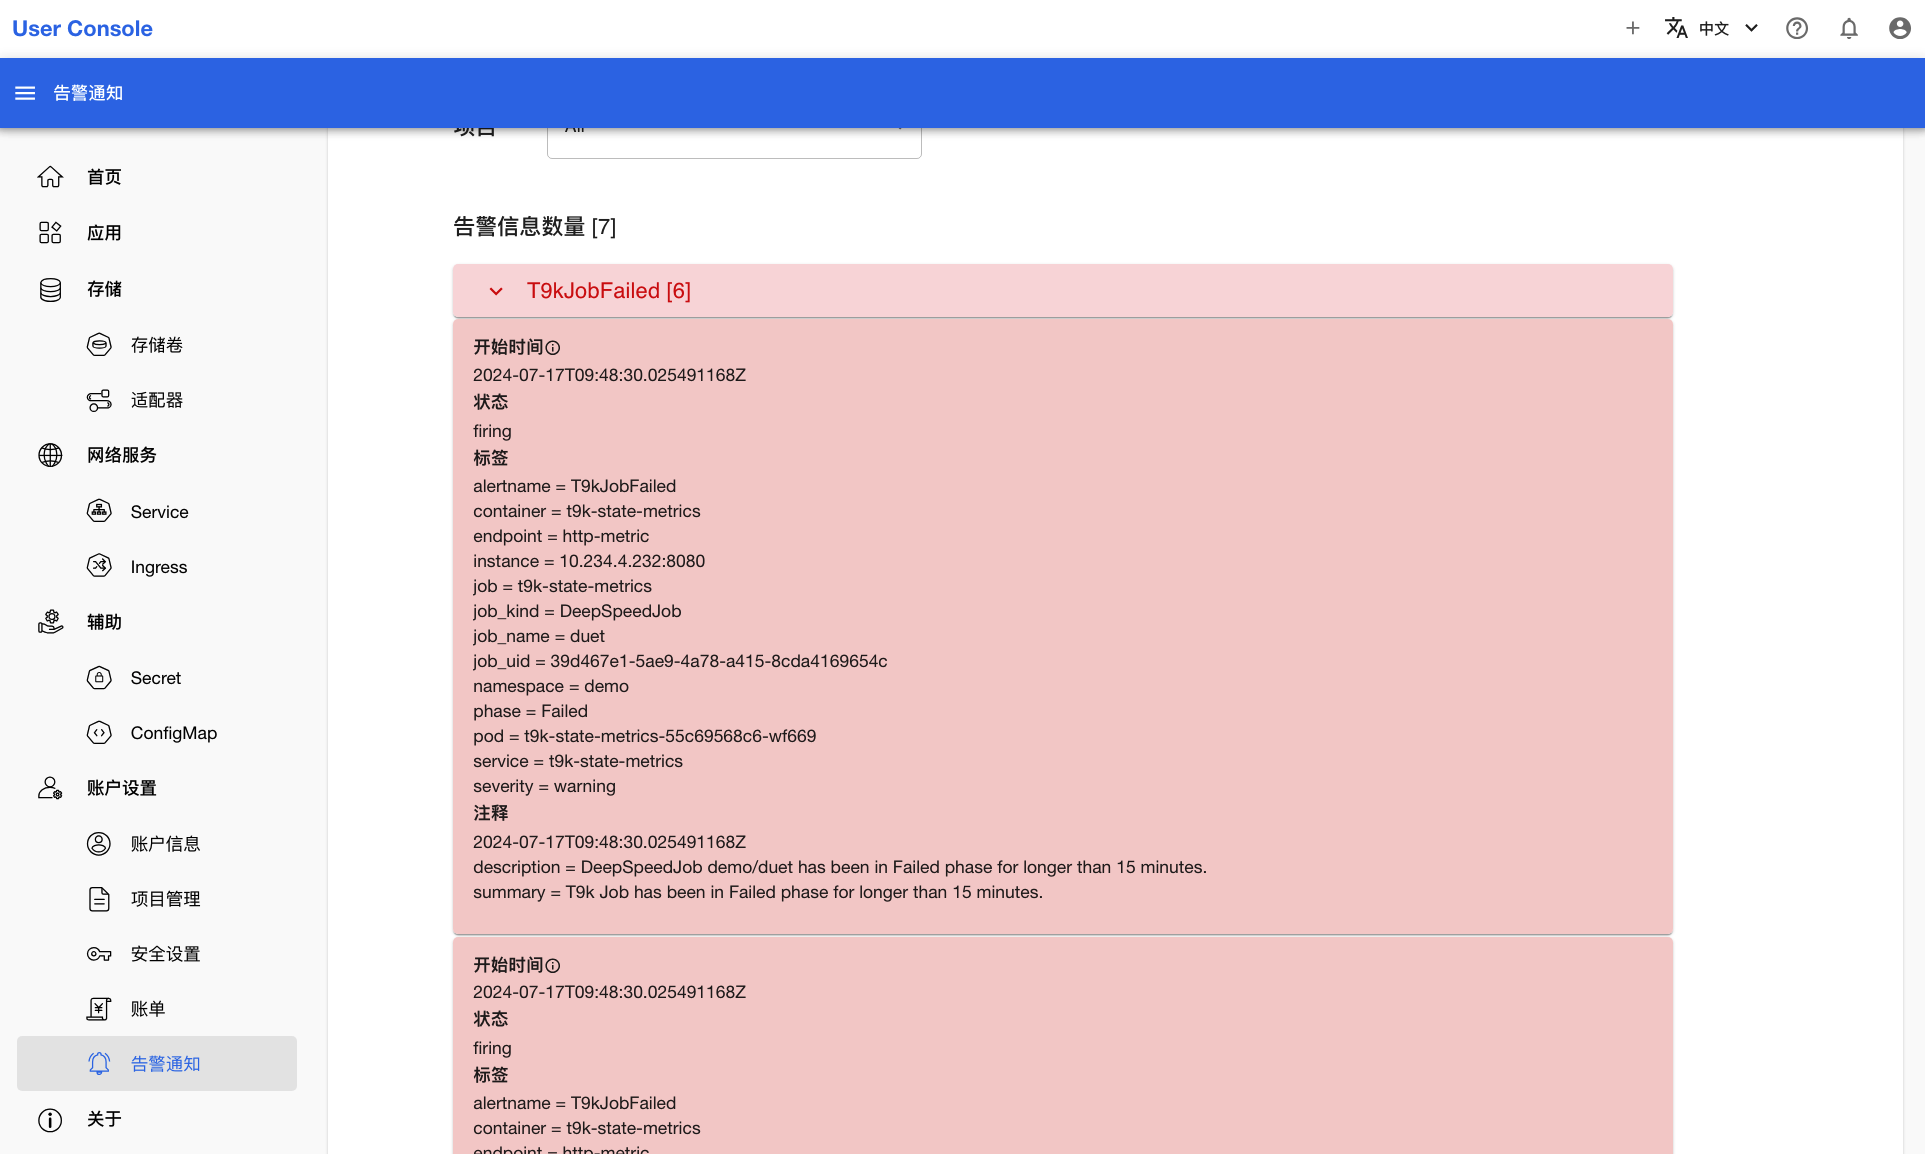 User Console
中文
告警通知
首页
应用
存储
存储卷
适配器
网络服务
Service
Ingress
辅助
Secret
ConfigMap
账户设置
账户信息
项目管理
安全设置
账单
告警通知
关于
项目
All
告警信息数量 [7]
T9kJobFailed [6]
开始时间
2024-07-17T09:48:30.025491168Z
状态
firing
标签
alertname = T9kJobFailed
container = t9k-state-metrics
endpoint = http-metric
instance = 10.234.4.232:8080
job = t9k-state-metrics
job_kind = DeepSpeedJob
job_name = duet
job_uid = 39d467e1-5ae9-4a78-a415-8cda4169654c
namespace = demo
phase = Failed
pod = t9k-state-metrics-55c69568c6-wf669
service = t9k-state-metrics
severity = warning
注释
2024-07-17T09:48:30.025491168Z
description = DeepSpeedJob demo/duet has been in Failed phase for longer than 15 minutes.
summary = T9k Job has been in Failed phase for longer than 15 minutes.
开始时间
2024-07-17T09:48:30.025491168Z
状态
firing
标签
alertname = T9kJobFailed
container = t9k-state-metrics
endpoint = http-metric